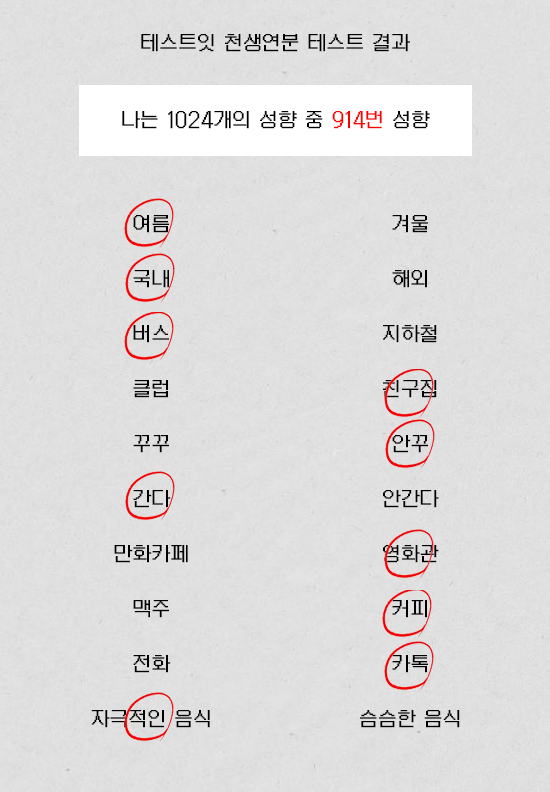 테스트잇 천생연분 테스트 결과
나는 1024개의 성향 중 914번 성향
여름 겨울
국내 해외
버스 지하철
클럽 친구집
꾸꾸 안꾸
간다 안간다
만화카페 영화관
맥주 커피
전화 카톡
자극적인 음식 슴슴한 음식